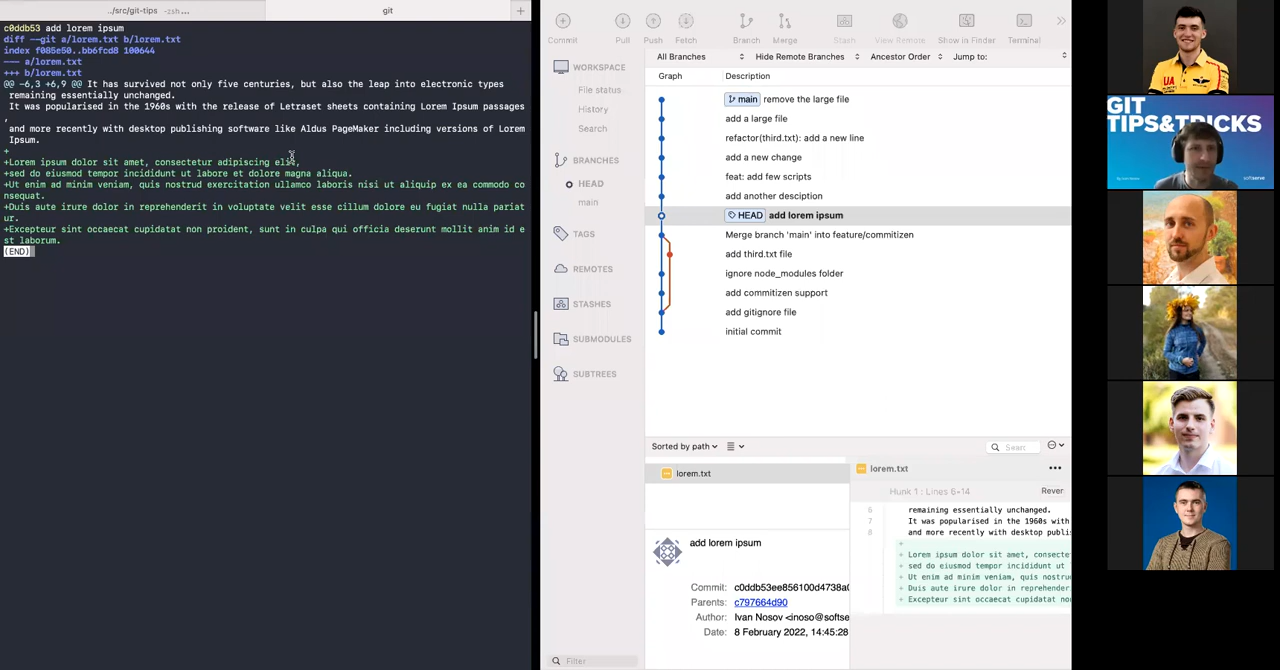 ../src/git-tips -zsh...
git
+
c0ddb53 add lorem ipsum
diff --git a/lorem.txt b/lorem.txt
index f085e50..bb6fcd8 100644
--- a/lorem.txt
+++ b/lorem.txt
@@ -6,3 +6,9 @@ It has survived not only five centuries, but also the leap into electronic types
 remaining essentially unchanged.
 It was popularised in the 1960s with the release of Letraset sheets containing Lorem Ipsum passages
,
 and more recently with desktop publishing software like Aldus PageMaker including versions of Lorem
Ipsum.
+
+Lorem ipsum dolor sit amet, consectetur adipiscing elit,
+sed do eiusmod tempor incididunt ut labore et dolore magna aliqua.
+Ut enim ad minim veniam, quis nostrud exercitation ullamco laboris nisi ut aliquip ex ea commodo co
nsequat.
+Duis aute irure dolor in reprehenderit in voluptate velit esse cillum dolore eu fugiat nulla pariat
ur.
+Excepteur sint occaecat cupidatat non proident, sunt in culpa qui officia deserunt mollit anim id e
st laborum.
(END)
Commit
Pull
Push
Fetch
Branch
Merge
Stash
View Remote
Show in Finder
Terminal
WORKSPACE
File status
History
Search
BRANCHES
HEAD
main
TAGS
REMOTES
STASHES
SUBMODULES
SUBTREES
Filter
All Branches
Hide Remote Branches
Ancestor Order
Jump to:
Graph
Description
main remove the large file
add a large file
refactor(third.txt): add a new line
add a new change
feat: add few scripts
add another desciption
HEAD add lorem ipsum
Merge branch 'main' into feature/commitizen
add third.txt file
ignore node_modules folder
add commitizen support
add gitignore file
initial commit
Sorted by path
Searc
lorem.txt
add lorem ipsum
Commit: c0ddb53ee856100d4738a0
Parents: c797664d90
Author: Ivan Nosov <inoso@softse
Date: 8 February 2022, 14:45:28
lorem.txt
Hunk 1 : Lines 6-14
Rever
6 remaining essentially unchanged.
7 It was popularised in the 1960s with
8 and more recently with desktop publis
+
+ Lorem ipsum dolor sit amet, consecte
+ sed do eiusmod tempor incididunt ut
+ Ut enim ad minim veniam, quis nostru
+ Duis aute irure dolor in reprehender
+ Excepteur sint occaecat cupidatat no
GIT
TIPS&TRICKS
softserve